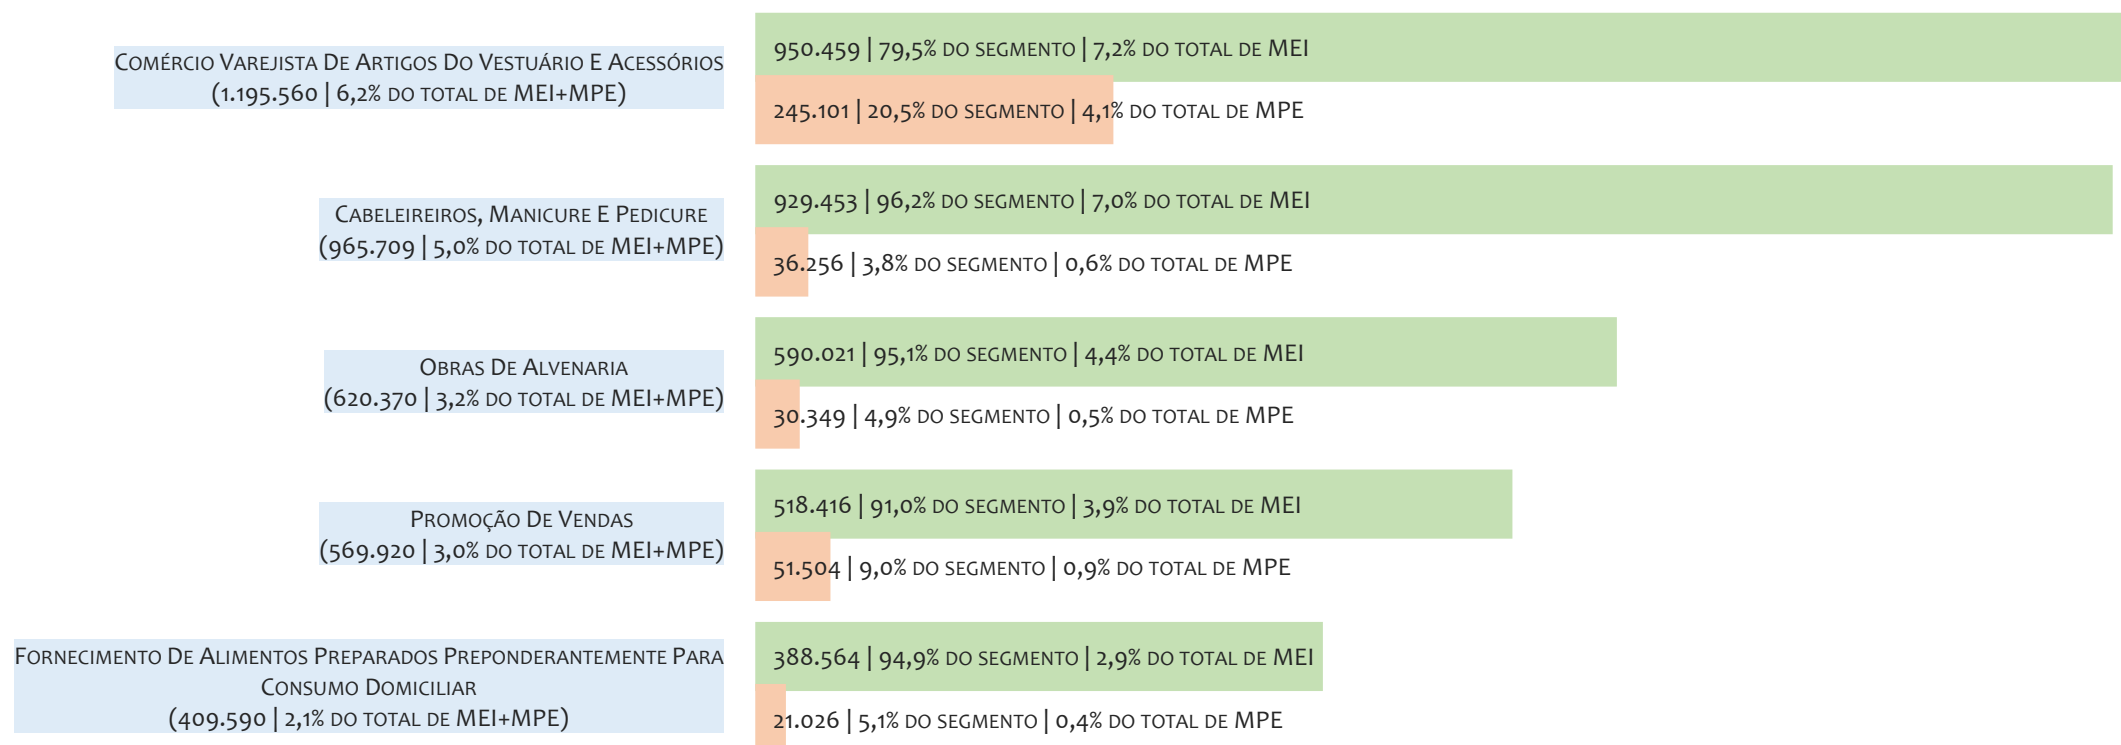 Comércio Varejista De Artigos Do Vestuário E Acessórios
(1.195.560 | 6,2% do total de MEI+MPE)
950.459 | 79,5% do segmento | 7,2% do total de MEI
245.101 | 20,5% do segmento | 4,1% do total de MPE
Cabeleireiros, Manicure E Pedicure
(965.709 | 5,0% do total de MEI+MPE)
929.453 | 96,2% do segmento | 7,0% do total de MEI
36.256 | 3,8% do segmento | 0,6% do total de MPE
Obras De Alvenaria
(620.370 | 3,2% do total de MEI+MPE)
590.021 | 95,1% do segmento | 4,4% do total de MEI
30.349 | 4,9% do segmento | 0,5% do total de MPE
Promoção De Vendas
(569.920 | 3,0% do total de MEI+MPE)
518.416 | 91,0% do segmento | 3,9% do total de MEI
51.504 | 9,0% do segmento | 0,9% do total de MPE
Fornecimento De Alimentos Preparados Preponderantemente Para
Consumo Domiciliar
(409.590 | 2,1% do total de MEI+MPE)
388.564 | 94,9% do segmento | 2,9% do total de MEI
21.026 | 5,1% do segmento | 0,4% do total de MPE